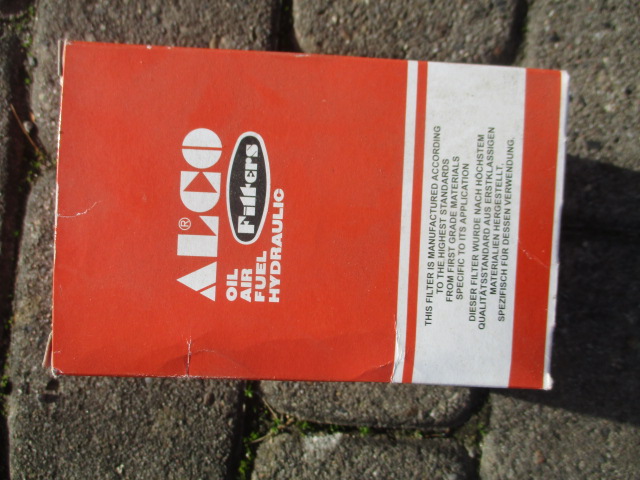 ALCO®
Filters
OIL
AIR
FUEL
HYDRAULIC
THIS FILTER IS MANUFACTURED ACCORDING
TO THE HIGHEST STANDARDS
FROM FIRST GRADE MATERIALS
SPECIFIC TO ITS APPLICATION
DIESER FILTER WURDE NACH HÖCHSTEM
QUALITÄTSSTANDARD AUS ERSTKLASSIGEN
MATERIALIEN HERGESTELLT,
SPEZIFISCH FÜR DESSEN VERWENDUNG.